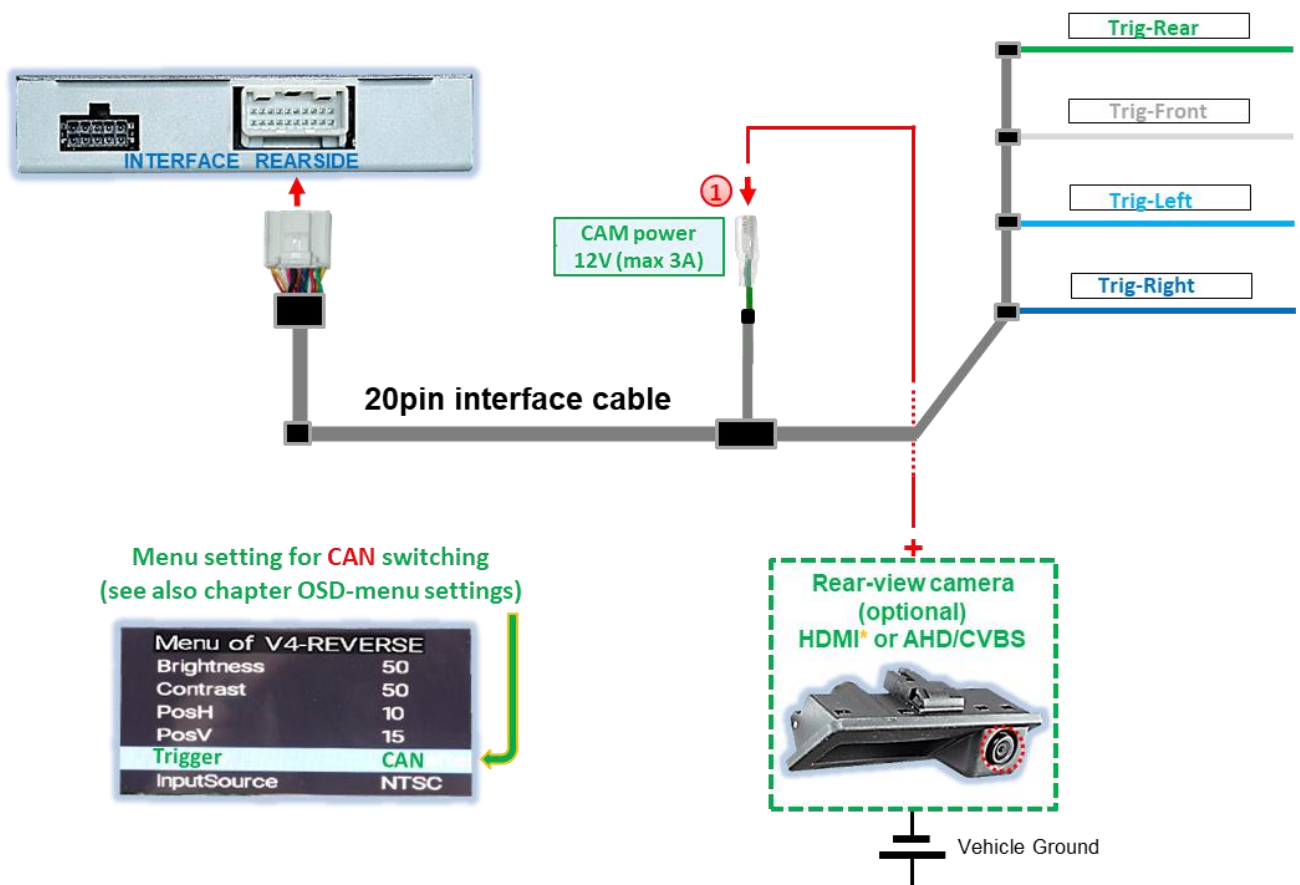 Trig-Rear
Trig-Front
Trig-Left
Trig-Right
INTERFACE REARSIDE
1
CAM power
12V (max 3A)
20pin interface cable
+
Menu setting for CAN switching
(see also chapter OSD-menu settings)
Menu of V4-REVERSE
Brightness 50
Contrast 50
PosH 10
PosV 15
Trigger CAN
InputSource NTSC
Rear-view camera
(optional)
HDMI* or AHD/CVBS
Vehicle Ground